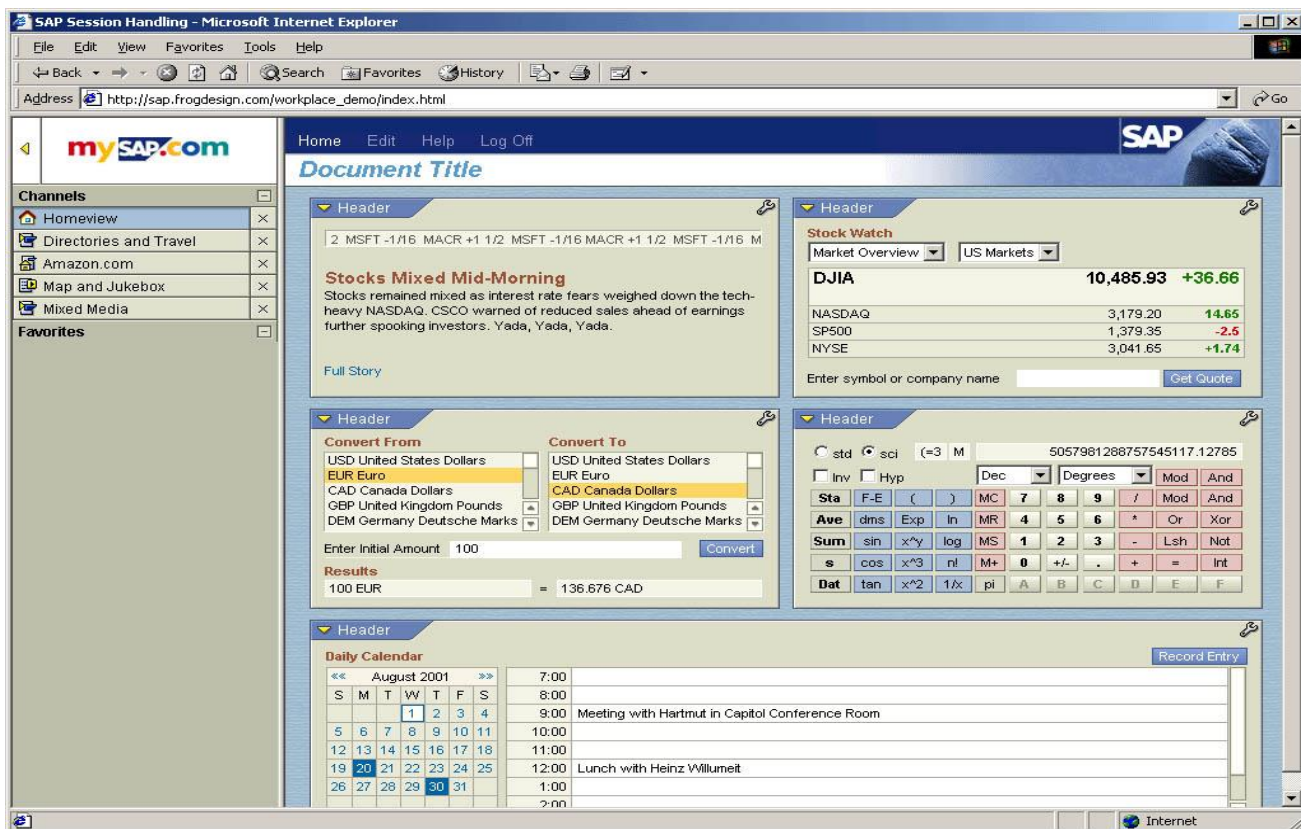 SAP Session Handling - Microsoft Internet Explorer
File Edit View Favorites Tools Help
Back Search Favorites History
Address http://sap.frogdesign.com/workplace_demo/index.html Go
mySAP.com
Channels
Homeview
Directories and Travel
Amazon.com
Map and Jukebox
Mixed Media
Favorites
Home Edit Help Log Off SAP
Document Title
Header
2 MSFT -1/16 MACR +1 1/2 MSFT -1/16 MACR +1 1/2 MSFT -1/16 M
Stocks Mixed Mid-Morning
Stocks remained mixed as interest rate fears weighed down the tech-
heavy NASDAQ. CSCO warned of reduced sales ahead of earnings
further spooking investors. Yada, Yada, Yada.
Full Story
Header
Stock Watch
Market Overview US Markets
DJIA 10,485.93 +36.66
NASDAQ 3,179.20 14.65
SP500 1,379.35 -2.5
NYSE 3,041.65 +1.74
Enter symbol or company name Get Quote
Header
Convert From Convert To
USD United States Dollars USD United States Dollars
EUR Euro EUR Euro
CAD Canada Dollars CAD Canada Dollars
GBP United Kingdom Pounds GBP United Kingdom Pounds
DEM Germany Deutsche Marks DEM Germany Deutsche Marks
Enter Initial Amount 100 Convert
Results
100 EUR = 136.676 CAD
Header
std sci (=3 M 5057981288757545117.12785
Inv Hyp Dec Degrees Mod And
Sta F-E ( ) MC 7 8 9 / Mod And
Ave dms Exp ln MR 4 5 6 * Or Xor
Sum sin x^y log MS 1 2 3 - Lsh Not
s cos x^3 n! M+ 0 +/- . + = Int
Dat tan x^2 1/x pi A B C D E F
Header
Daily Calendar Record Entry
«« August 2001 »»
S M T W T F S
1 2 3 4
5 6 7 8 9 10 11
12 13 14 15 16 17 18
19 20 21 22 23 24 25
26 27 28 29 30 31
7:00
8:00
9:00 Meeting with Hartmut in Capitol Conference Room
10:00
11:00
12:00 Lunch with Heinz Willumeit
1:00
2:00
Internet